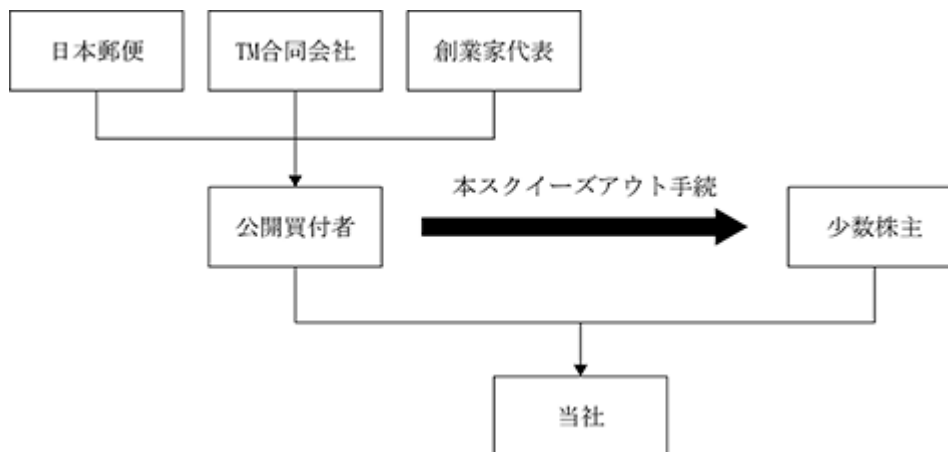 日本郵便
TM合同会社
創業家代表
本スクイーズアウト手続
公開買付者
少数株主
当社